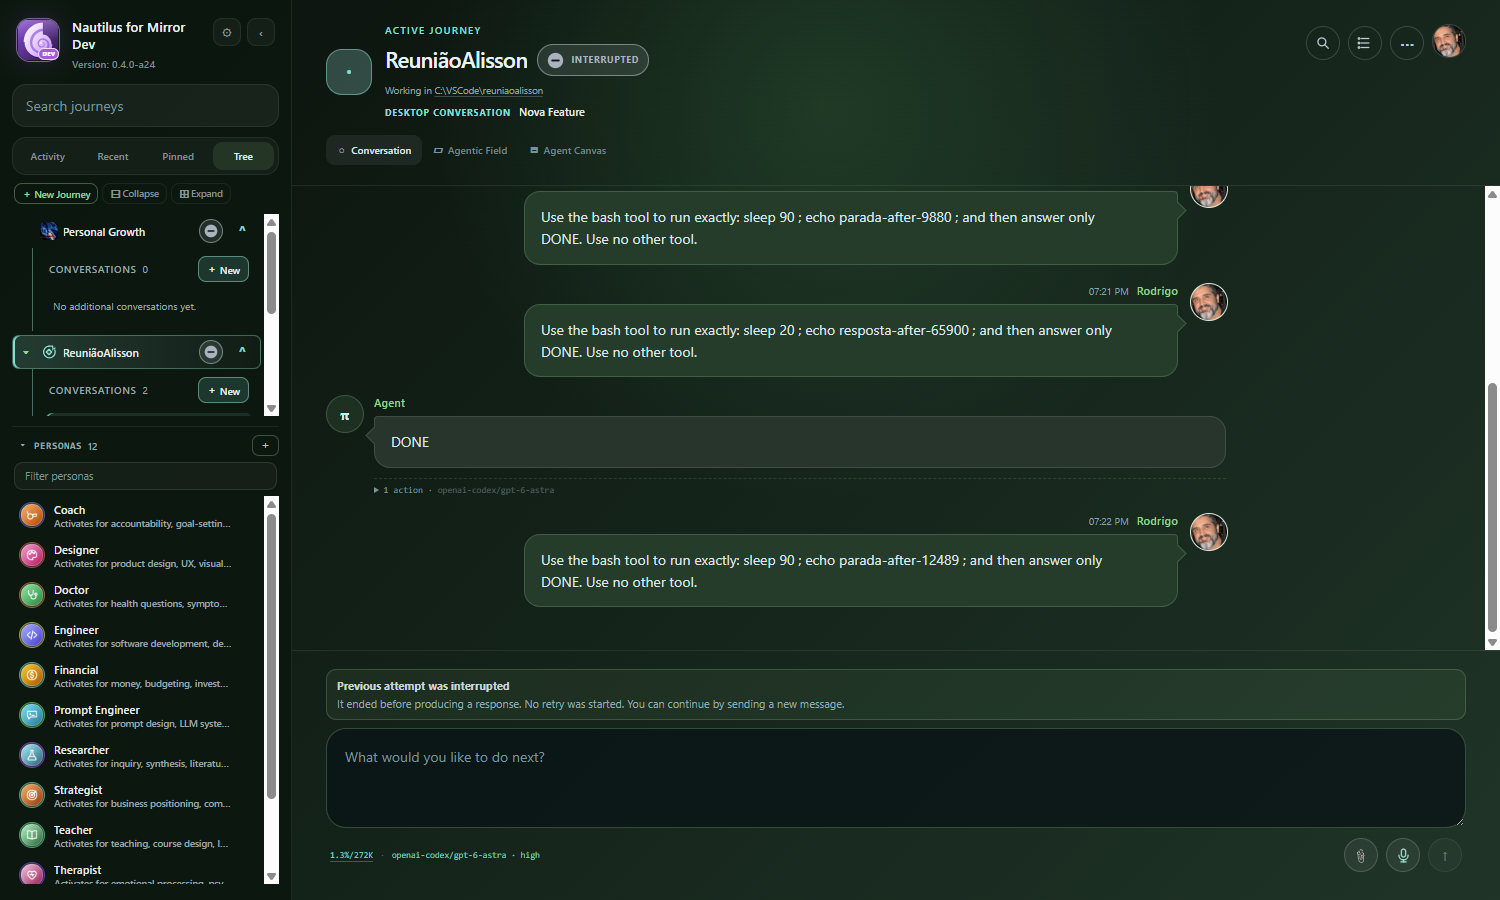 Nautilus for Mirror
Dev
DEV
Version: 0.4.0-a24
Search journeys
Activity
Recent
Pinned
Tree
+ New Journey
Collapse
Expand
Personal Growth
CONVERSATIONS 0
+ New
No additional conversations yet.
ReuniãoAlisson
CONVERSATIONS 2
+ New
PERSONAS 12
+
Filter personas
Coach
Activates for accountability, goal-settin...
Designer
Activates for product design, UX, visual...
Doctor
Activates for health questions, sympto...
Engineer
Activates for software development, de...
Financial
Activates for money, budgeting, invest...
Prompt Engineer
Activates for prompt design, LLM syste...
Researcher
Activates for inquiry, synthesis, literatu...
Strategist
Activates for business positioning, com...
Teacher
Activates for teaching, course design, l...
Therapist
Activates for emotional processing, psy...
ACTIVE JOURNEY
ReuniãoAlisson
INTERRUPTED
Working in C:\VSCode\reuniaoalisson
DESKTOP CONVERSATION Nova Feature
Conversation
Agentic Field
Agent Canvas
Use the bash tool to run exactly: sleep 90 ; echo parada-after-9880 ; and then answer only
DONE. Use no other tool.
07:21 PM Rodrigo
Use the bash tool to run exactly: sleep 20 ; echo resposta-after-65900 ; and then answer only
DONE. Use no other tool.
π
Agent
DONE
1 action · openai-codex/gpt-6-astra
07:22 PM Rodrigo
Use the bash tool to run exactly: sleep 90 ; echo parada-after-12489 ; and then answer only
DONE. Use no other tool.
Previous attempt was interrupted
It ended before producing a response. No retry was started. You can continue by sending a new message.
What would you like to do next?
1.3%/272K · openai-codex/gpt-6-astra · high